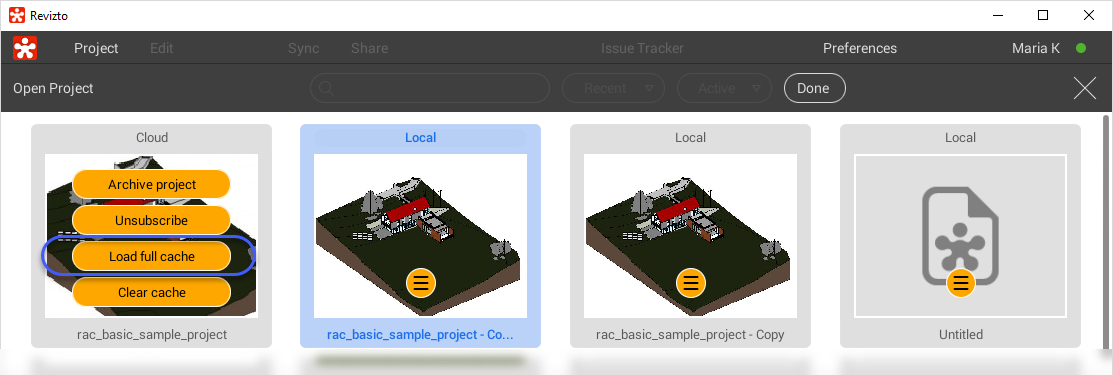 Revizto
Project Edit Sync Share Issue Tracker Preferences Maria K
Open Project Recent Active Done
Cloud Local Local Local
Archive project
Unsubscribe
Load full cache
Clear cache
rac_basic_sample_project rac_basic_sample_project - Co... rac_basic_sample_project - Copy Untitled